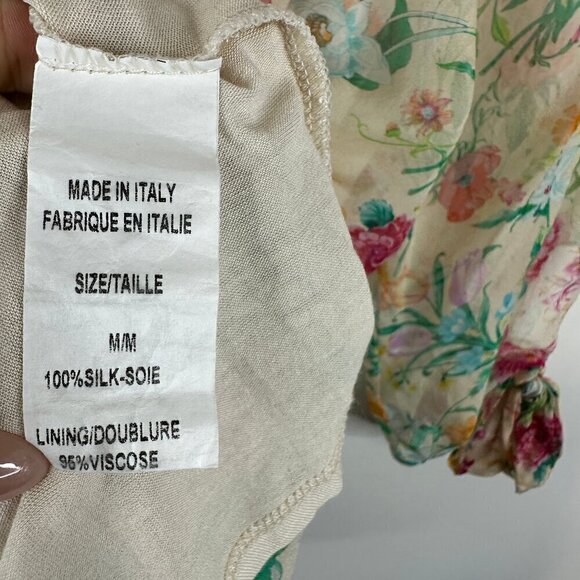 MADE IN ITALY
FABRIQUE EN ITALIE
SIZE/TAILLE
M/M
100%SILK-SOIE
LINING/DOUBLURE
95%VISCOSE